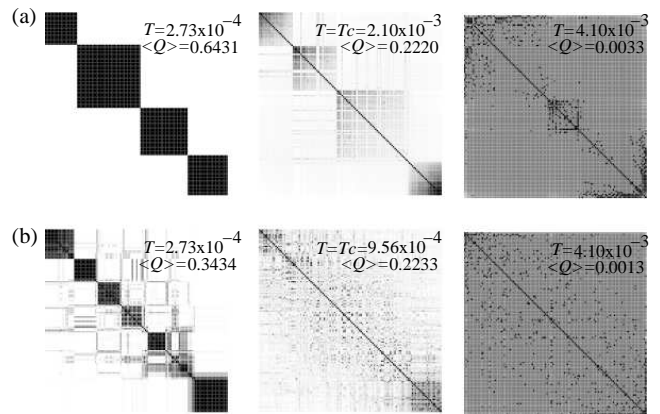 (a)
T=2.73x10−4
<Q>=0.6431
T=Tc=2.10x10−3
<Q>=0.2220
T=4.10x10−3
<Q>=0.0033
(b)
T=2.73x10−4
<Q>=0.3434
T=Tc=9.56x10−4
<Q>=0.2233
T=4.10x10−3
<Q>=0.0013